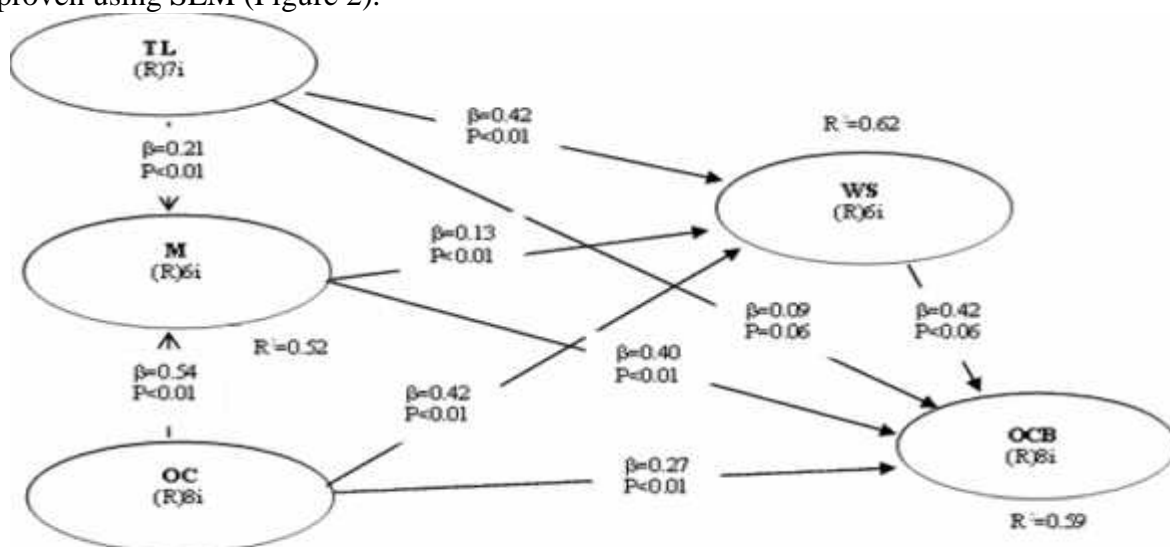 proven using SEM (Figure 2).
TL
(R)7i
β=0.42
P<0.01
R²=0.62
β=0.21
P<0.01
WS
(R)6i
M
(R)6i
β=0.13
P<0.01
β=0.09
P=0.06
β=0.42
P<0.06
R²=0.52
β=0.40
P<0.01
β=0.54
P<0.01
β=0.42
P<0.01
OCB
(R)8i
OC
(R)8i
β=0.27
P<0.01
R²=0.59